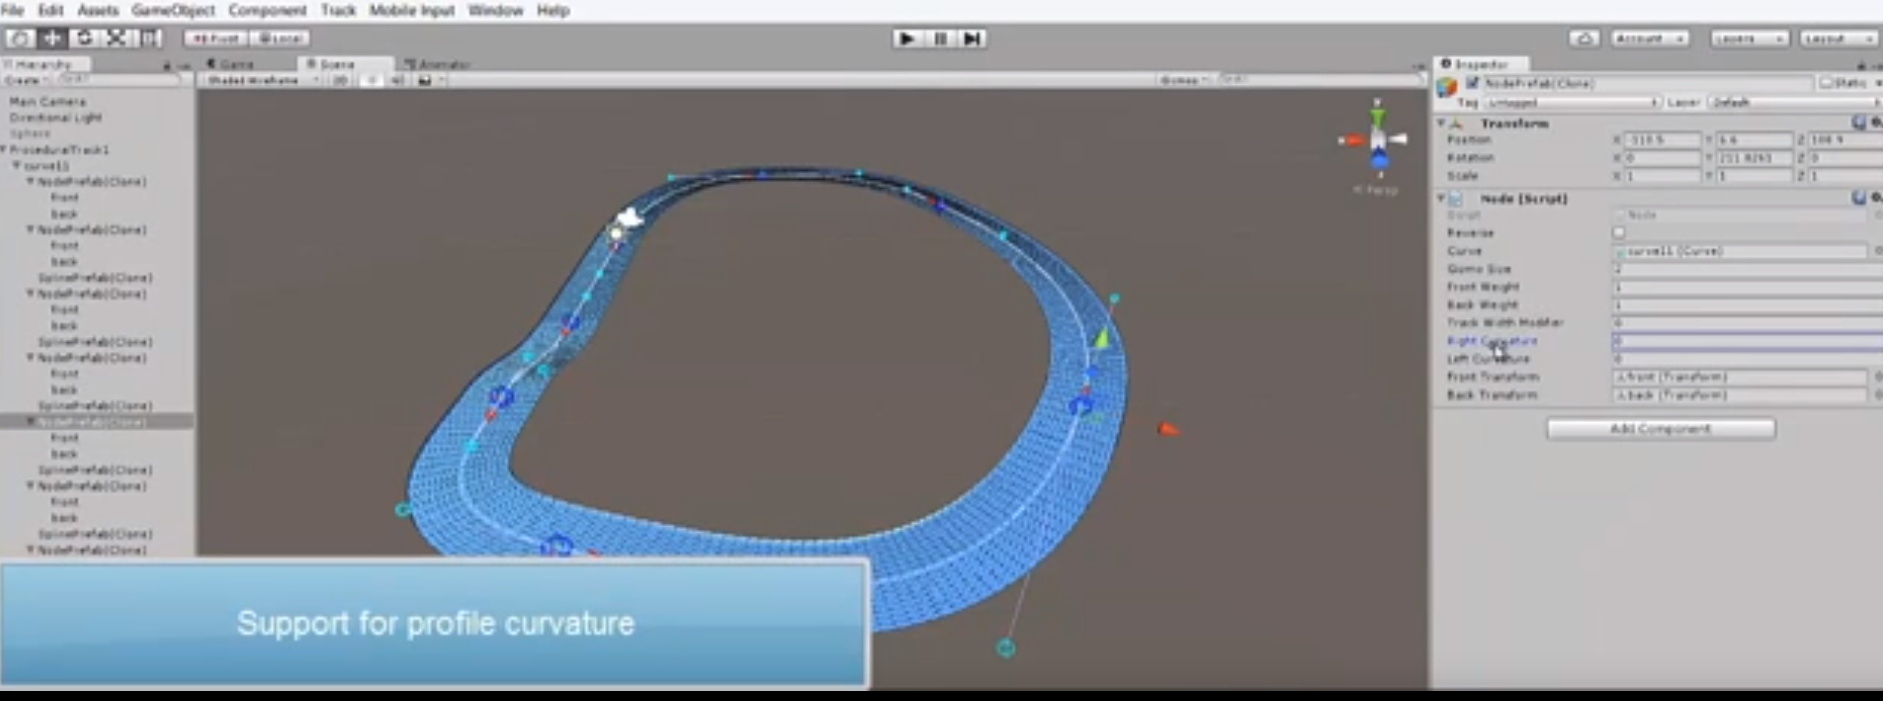 File Edit Assets GameObject Component Track Mobile Input Window Help
Pivot Local
Account Layers Layout
Hierarchy
Game Scene Animator
Inspector
Create
Shaded Wireframe 2D
Gizmos
NodePrefab(Clone) Static
Tag Untagged Layer Default
Main Camera
Directional Light
Sphere
ProceduralTrack1
curve11
NodePrefab(Clone)
front
back
NodePrefab(Clone)
front
back
SplinePrefab(Clone)
NodePrefab(Clone)
front
back
SplinePrefab(Clone)
NodePrefab(Clone)
front
back
SplinePrefab(Clone)
NodePrefab(Clone)
front
back
SplinePrefab(Clone)
NodePrefab(Clone)
front
back
SplinePrefab(Clone)
NodePrefab(Clone)
Persp
Transform
Position X Y 6.6 Z
Rotation X 0 Y Z 0
Scale X 1 Y 1 Z 1
Node (Script)
Script Node
Reverse
Curve curve11 (Curve)
Gizmo Size 2
Front Weight 1
Back Weight 1
Track Width Modifier 0
Right Curvature 0
Left Curvature 0
Front Transform front (Transform)
Back Transform back (Transform)
Add Component
Support for profile curvature